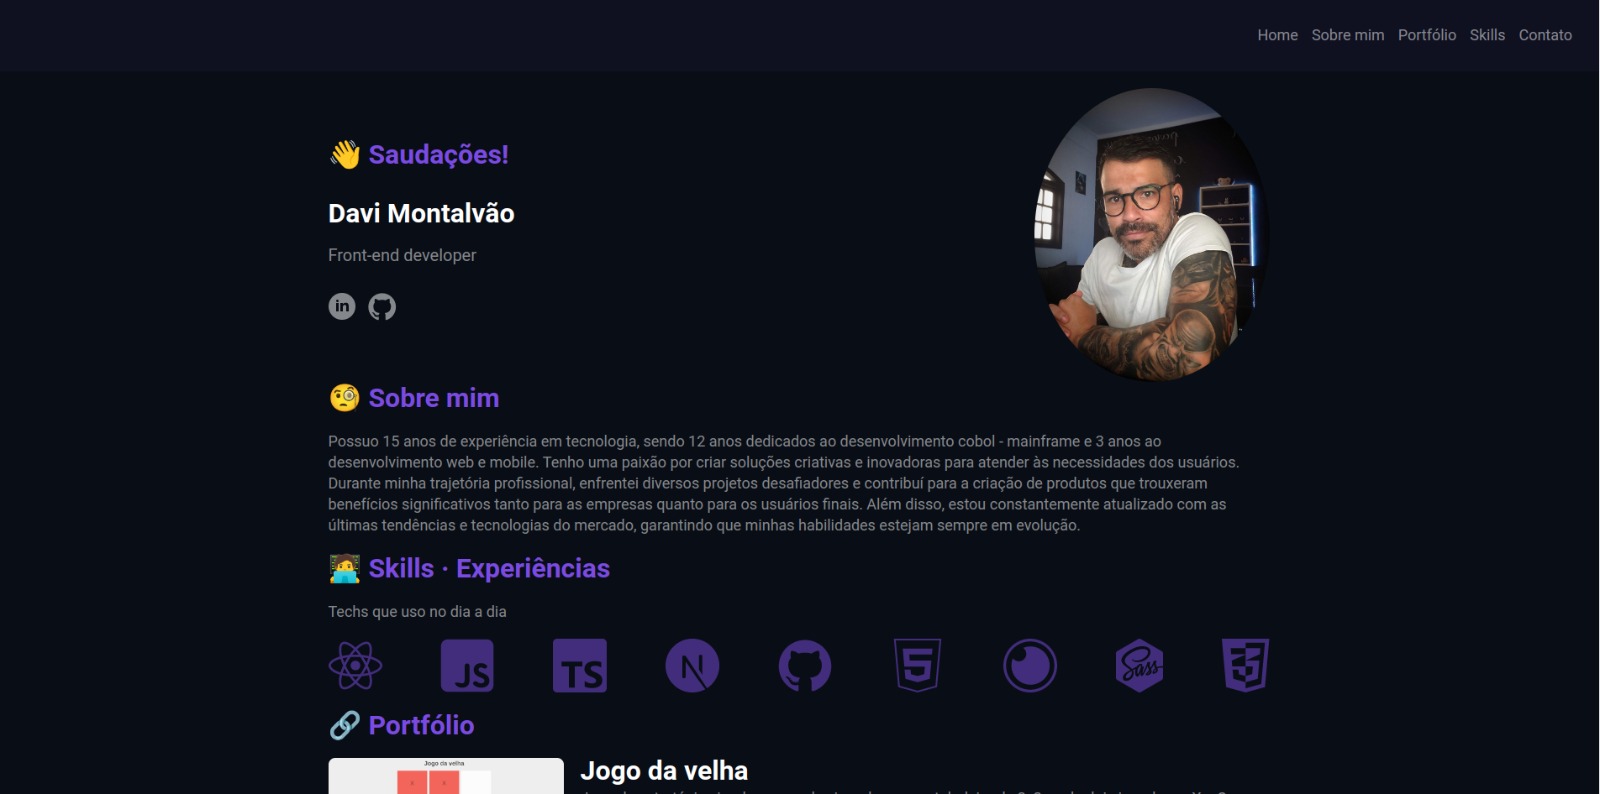 Home Sobre mim Portfólio Skills Contato
Saudações!
Davi Montalvão
Front-end developer
in
Sobre mim
Possuo 15 anos de experiência em tecnologia, sendo 12 anos dedicados ao desenvolvimento cobol - mainframe e 3 anos ao
desenvolvimento web e mobile. Tenho uma paixão por criar soluções criativas e inovadoras para atender às necessidades dos usuários.
Durante minha trajetória profissional, enfrentei diversos projetos desafiadores e contribuí para a criação de produtos que trouxeram
benefícios significativos tanto para as empresas quanto para os usuários finais. Além disso, estou constantemente atualizado com as
últimas tendências e tecnologias do mercado, garantindo que minhas habilidades estejam sempre em evolução.
Skills · Experiências
Techs que uso no dia a dia
JS TS N 5 Sass 3
Portfólio
Jogo da velha
Jogo da velha